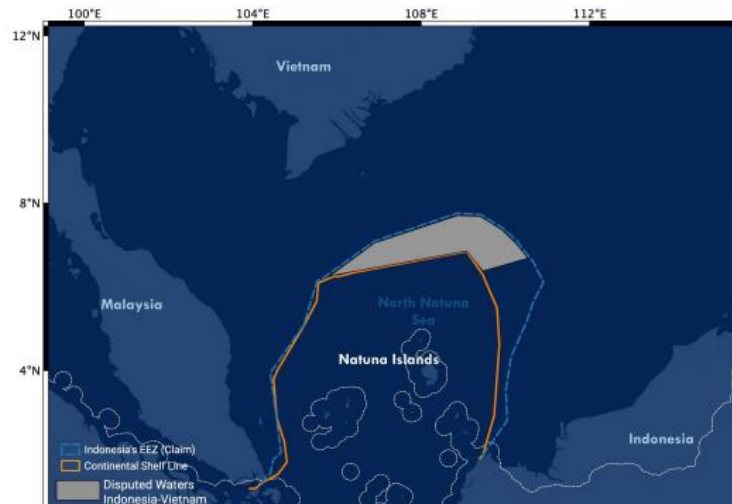 100°E 104°E 108°E 112°E
12°N
Vietnam
8°N
Malaysia
North Natuna
Sea
Natuna Islands
4°N
Indonesia
Indonesia's EEZ (Claim)
Continental Shelf Line
Disputed Waters
Indonesia-Vietnam